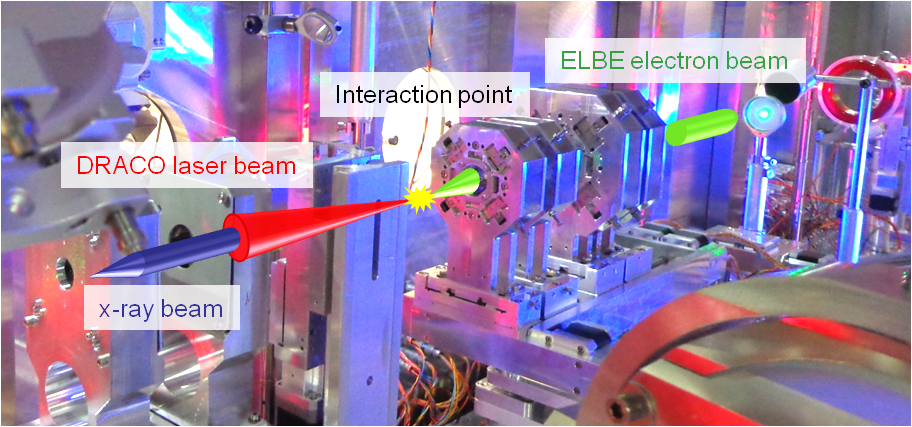 ELBE electron beam
Interaction point
DRACO laser beam
x-ray beam